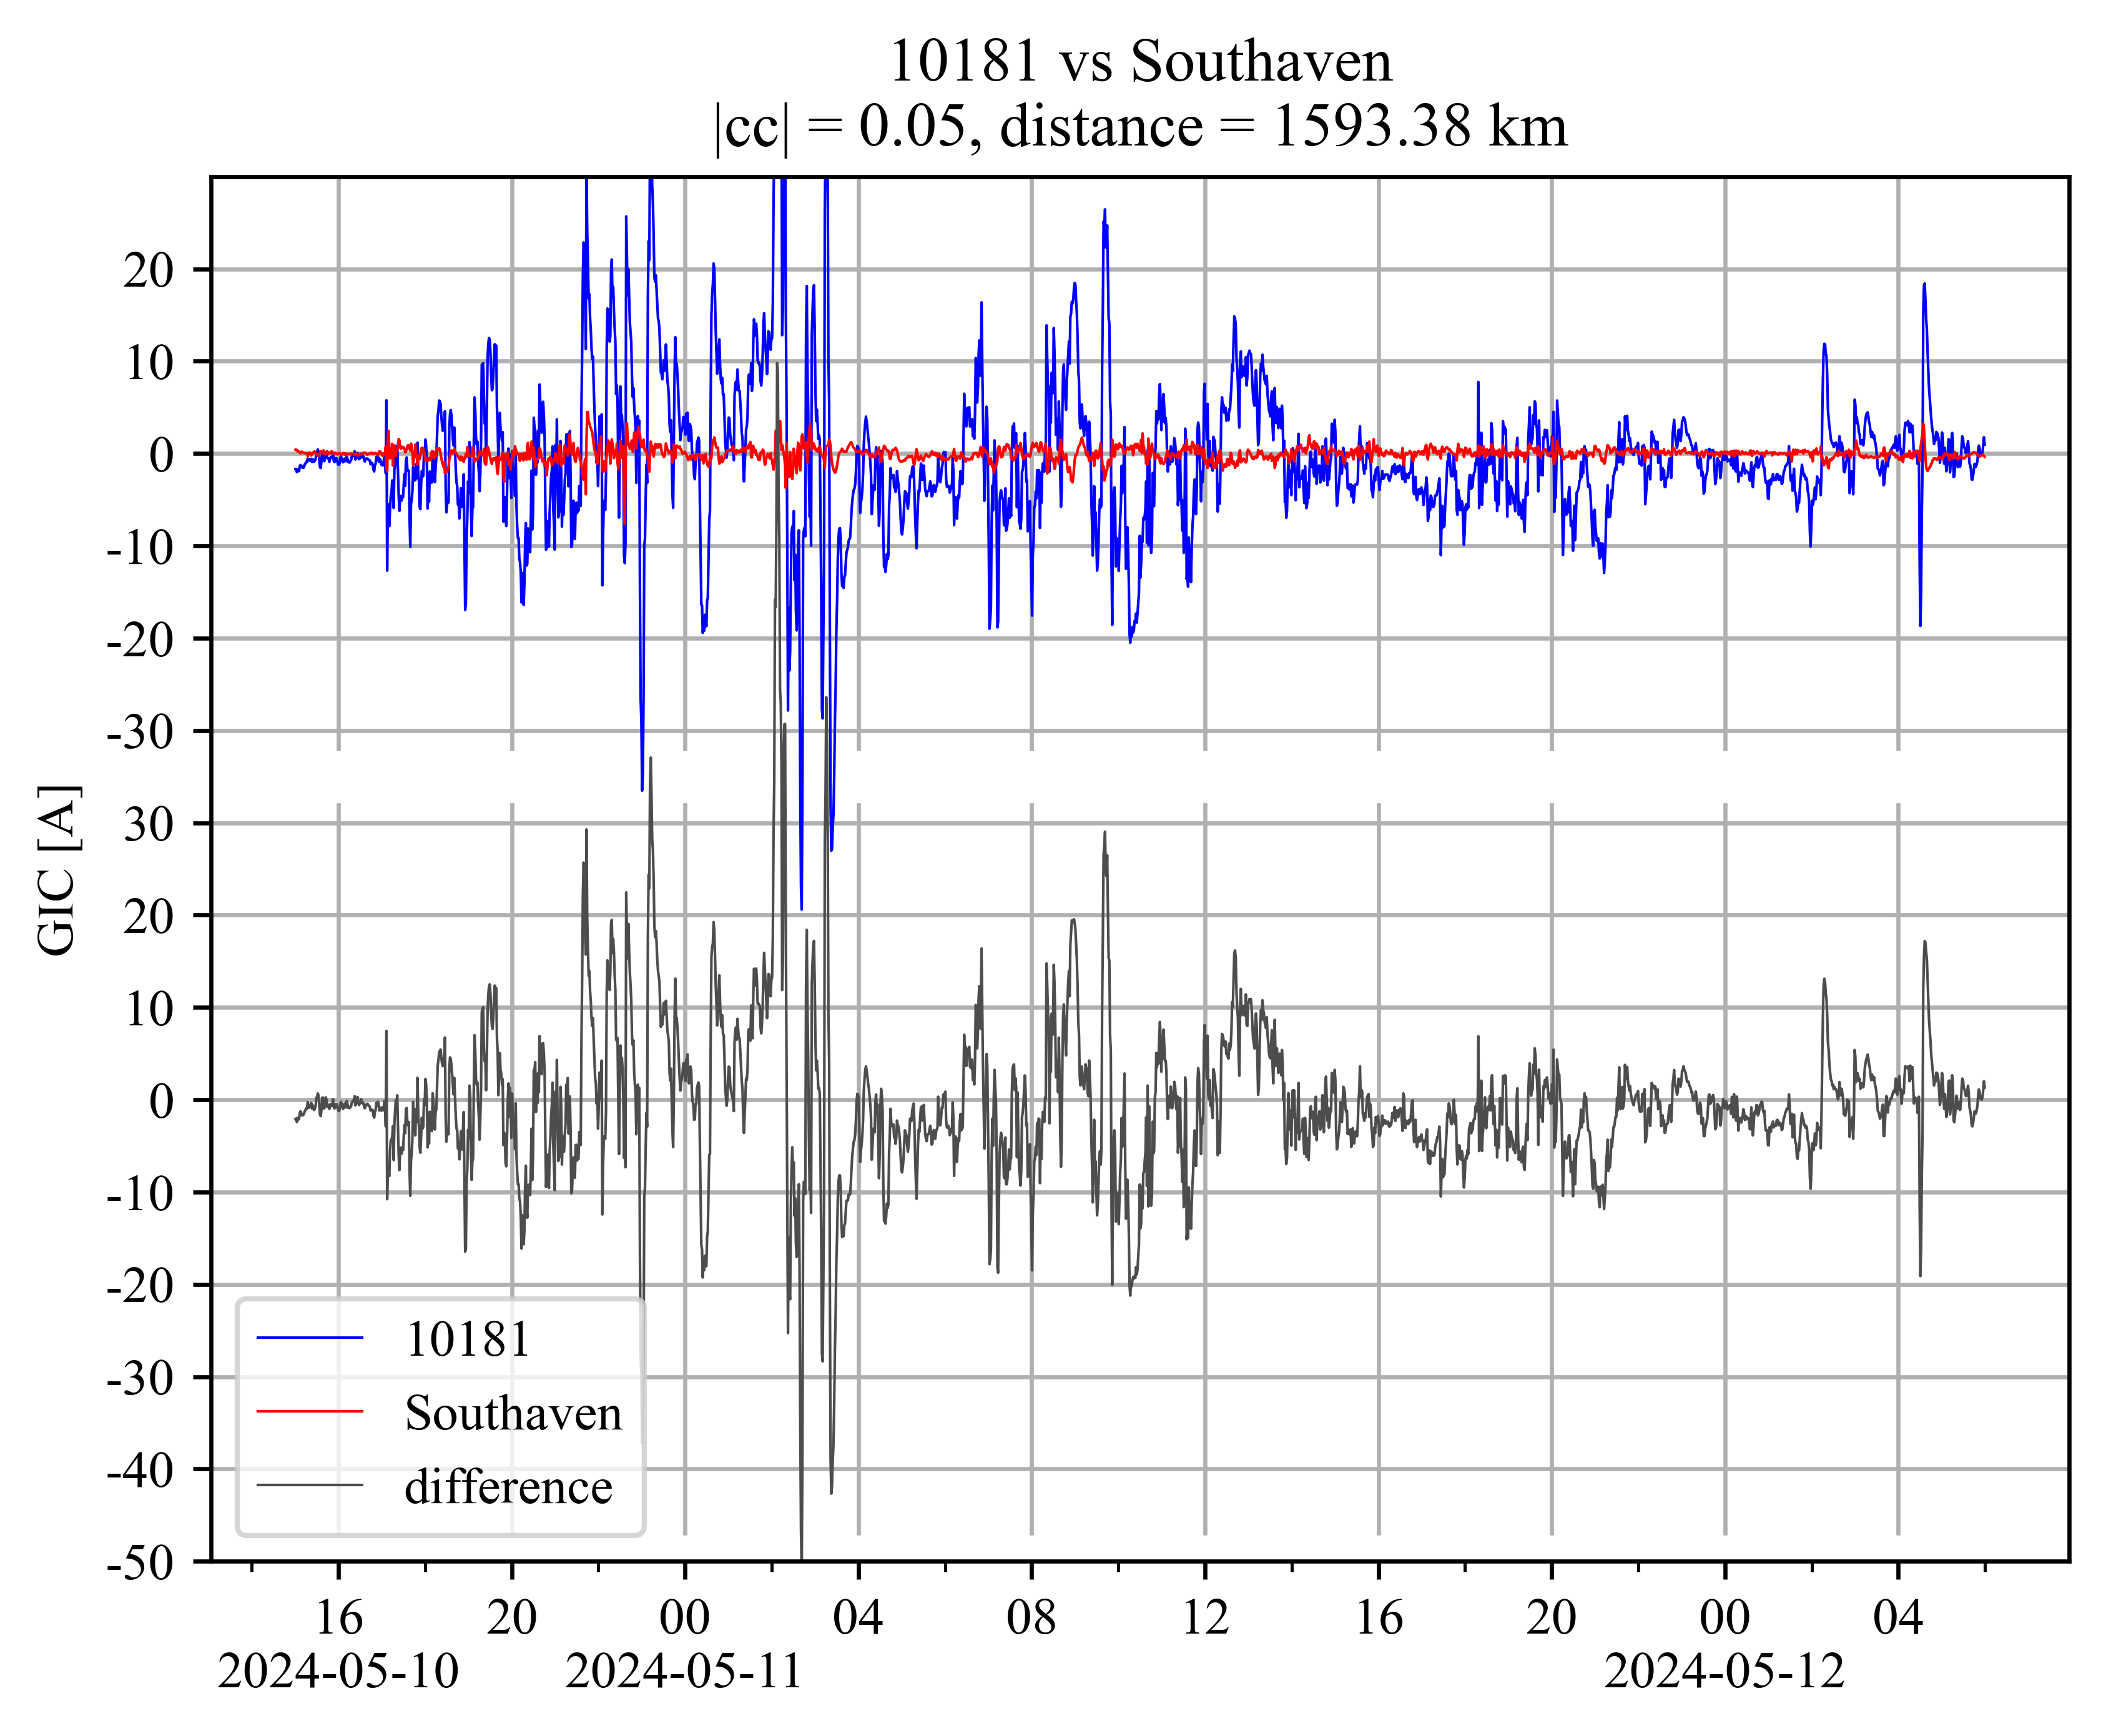 10181 vs Southaven
|cc| = 0.05, distance = 1593.38 km
20
10
0
-10
-20
-30
30
20
10
0
-10
-20
-30
-40
-50
GIC [A]
10181
Southaven
difference
16 20 00 04 08 12 16 20 00 04
2024-05-10 2024-05-11 2024-05-12